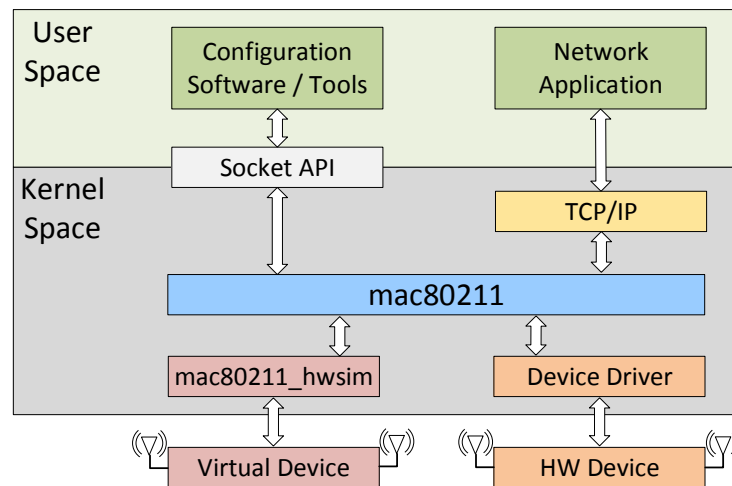 User
Space
Configuration
Software / Tools
Network
Application
Socket API
Kernel
Space
TCP/IP
mac80211
mac80211_hwsim
Device Driver
Virtual Device
HW Device